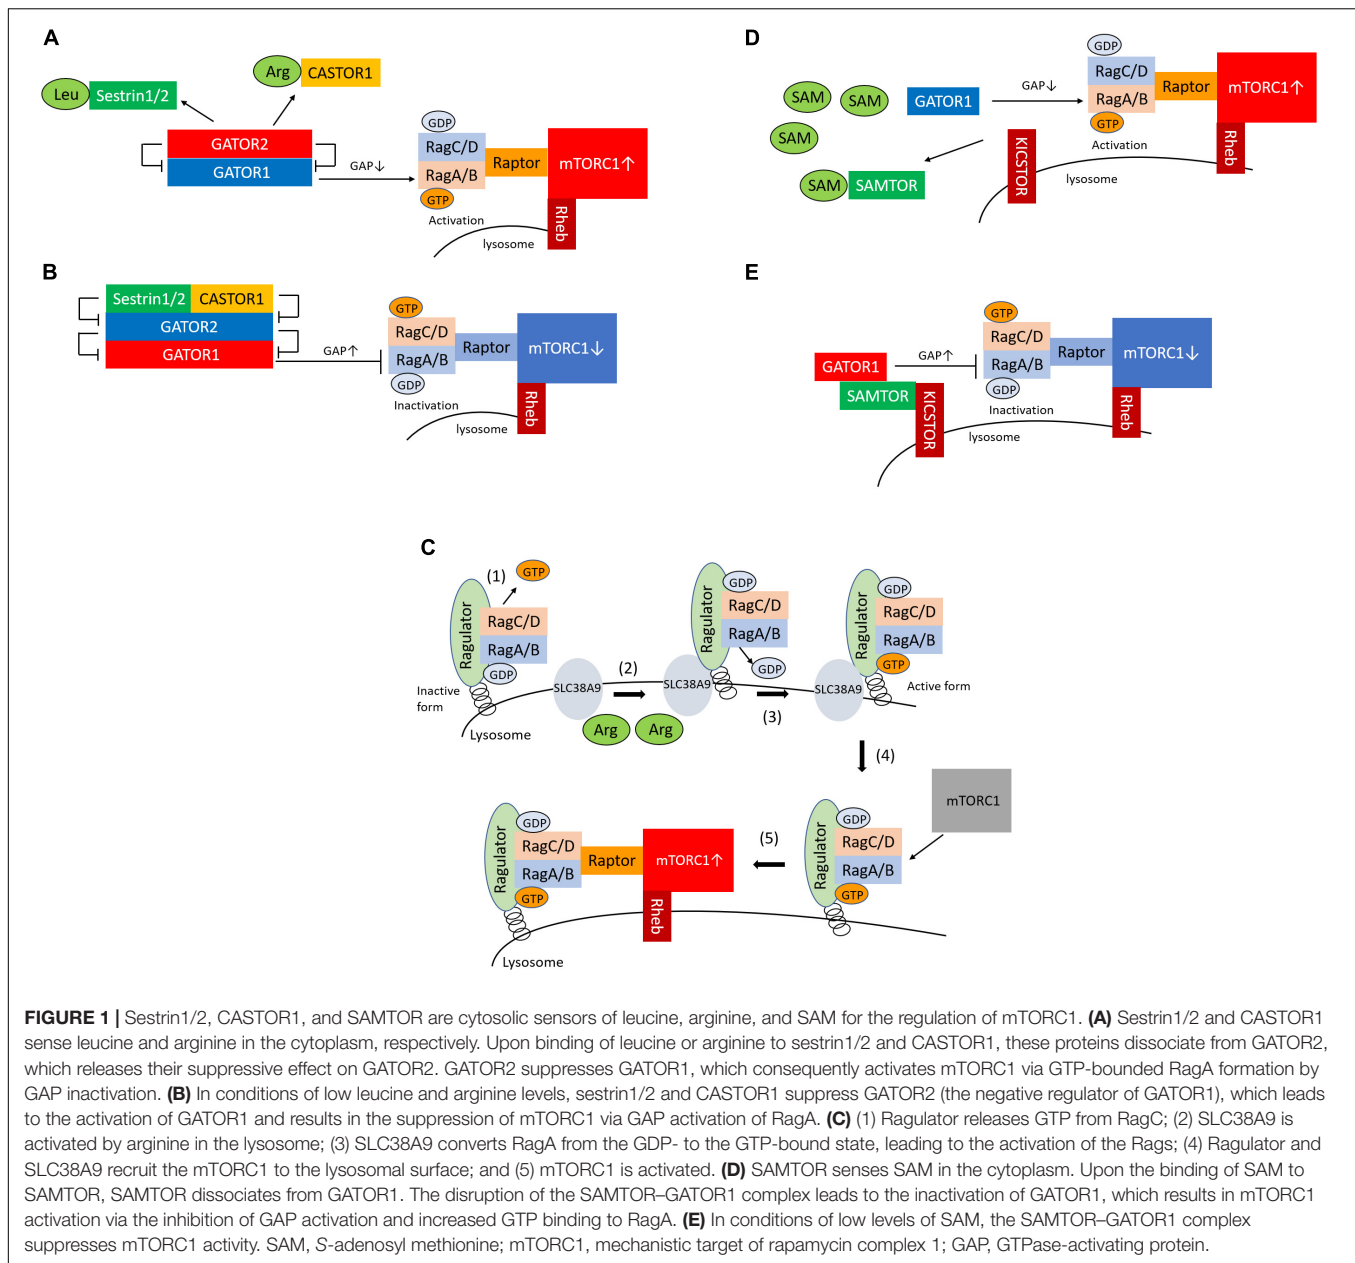 A
Leu
Sestrin1/2
Arg
CASTOR1
GATOR2
GATOR1
GAP↓
GDP
RagC/D
RagA/B
GTP
Raptor
mTORC1↑
Rheb
Activation
lysosome
B
Sestrin1/2
CASTOR1
GATOR2
GATOR1
GAP↑
GTP
RagC/D
RagA/B
GDP
Raptor
mTORC1↓
Rheb
Inactivation
lysosome
D
SAM
SAM
SAM
SAM
SAMTOR
GATOR1
GAP↓
KICSTOR
GDP
RagC/D
RagA/B
GTP
Raptor
mTORC1↑
Rheb
Activation
lysosome
E
GATOR1
SAMTOR
KICSTOR
GAP↑
GTP
RagC/D
RagA/B
GDP
Raptor
mTORC1↓
Rheb
Inactivation
lysosome
C
(1)
GTP
Ragulator
RagC/D
RagA/B
GDP
Inactive
form
Lysosome
SLC38A9
(2)
Arg
Arg
SLC38A9
Ragulator
GDP
RagC/D
RagA/B
GDP
(3)
SLC38A9
Ragulator
GDP
RagC/D
RagA/B
GTP
Active form
(4)
mTORC1
Ragulator
GDP
RagC/D
RagA/B
GTP
(5)
Ragulator
GDP
RagC/D
RagA/B
GTP
Raptor
mTORC1↑
Rheb
Lysosome
FIGURE 1 | Sestrin1/2, CASTOR1, and SAMTOR are cytosolic sensors of leucine, arginine, and SAM for the regulation of mTORC1. (A) Sestrin1/2 and CASTOR1
sense leucine and arginine in the cytoplasm, respectively. Upon binding of leucine or arginine to sestrin1/2 and CASTOR1, these proteins dissociate from GATOR2,
which releases their suppressive effect on GATOR2. GATOR2 suppresses GATOR1, which consequently activates mTORC1 via GTP-bounded RagA formation by
GAP inactivation. (B) In conditions of low leucine and arginine levels, sestrin1/2 and CASTOR1 suppress GATOR2 (the negative regulator of GATOR1), which leads
to the activation of GATOR1 and results in the suppression of mTORC1 via GAP activation of RagA. (C) (1) Ragulator releases GTP from RagC; (2) SLC38A9 is
activated by arginine in the lysosome; (3) SLC38A9 converts RagA from the GDP- to the GTP-bound state, leading to the activation of the Rags; (4) Ragulator and
SLC38A9 recruit the mTORC1 to the lysosomal surface; and (5) mTORC1 is activated. (D) SAMTOR senses SAM in the cytoplasm. Upon the binding of SAM to
SAMTOR, SAMTOR dissociates from GATOR1. The disruption of the SAMTOR–GATOR1 complex leads to the inactivation of GATOR1, which results in mTORC1
activation via the inhibition of GAP activation and increased GTP binding to RagA. (E) In conditions of low levels of SAM, the SAMTOR–GATOR1 complex
suppresses mTORC1 activity. SAM, S-adenosyl methionine; mTORC1, mechanistic target of rapamycin complex 1; GAP, GTPase-activating protein.